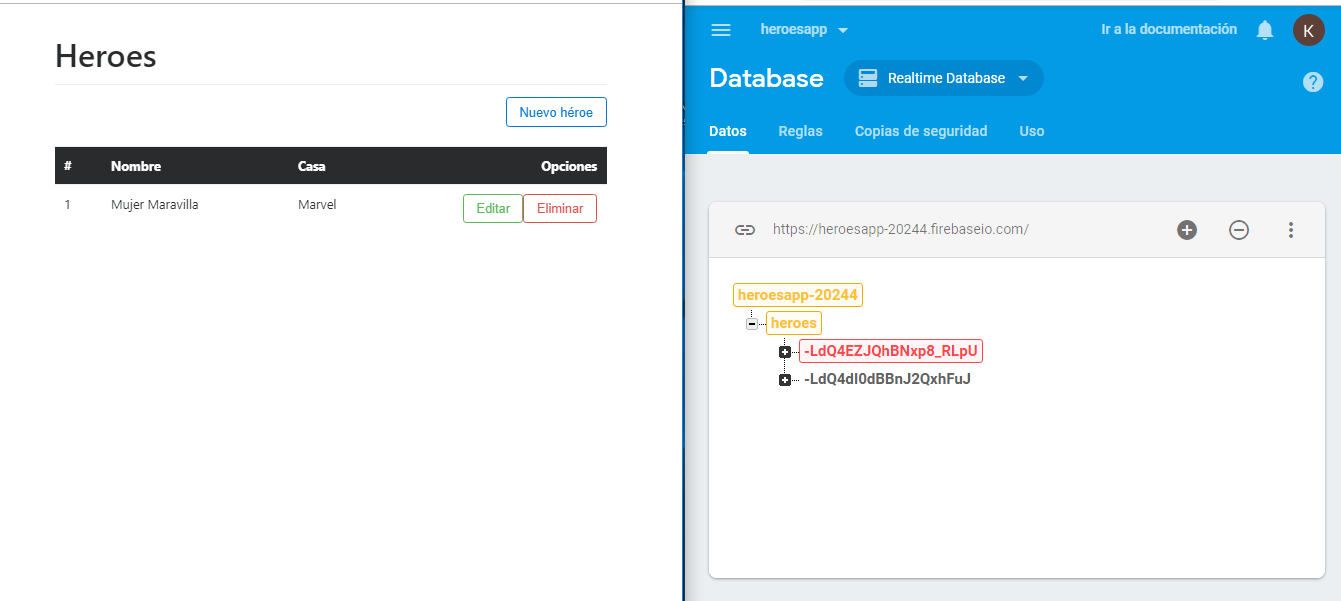 Heroes
Nuevo héroe
# Nombre Casa Opciones
1 Mujer Maravilla Marvel Editar Eliminar
heroesapp Ir a la documentación K
Database Realtime Database ?
Datos Reglas Copias de seguridad Uso
https://heroesapp-20244.firebaseio.com/
heroesapp-20244
heroes
-LdQ4EZJQhBNxp8_RLpU
-LdQ4dI0dBBnJ2QxhFuJ